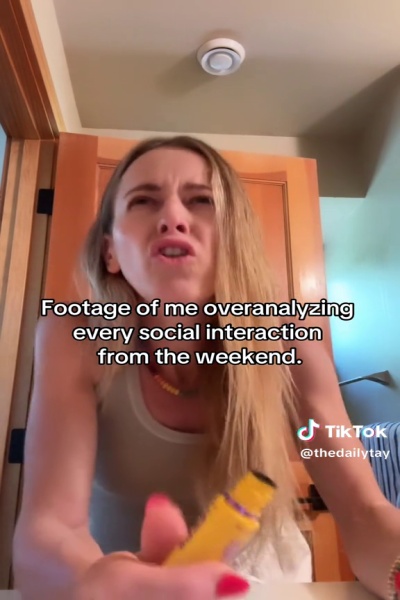 Footage of me overanalyzing
every social interaction
from the weekend.
TikTok
@thedailytay